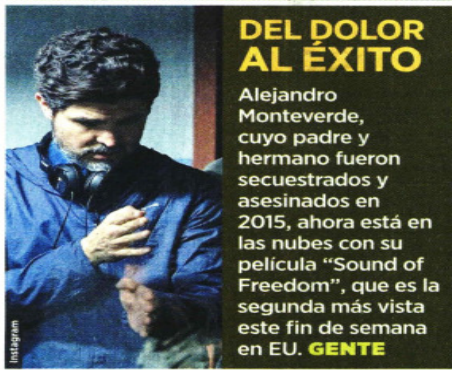 DEL DOLOR
AL ÉXITO
Alejandro
Monteverde,
cuyo padre y
hermano fueron
secuestrados y
asesinados en
2015, ahora está en
las nubes con su
película “Sound of
Freedom”, que es la
segunda más vista
este fin de semana
en EU. GENTE
Instagram